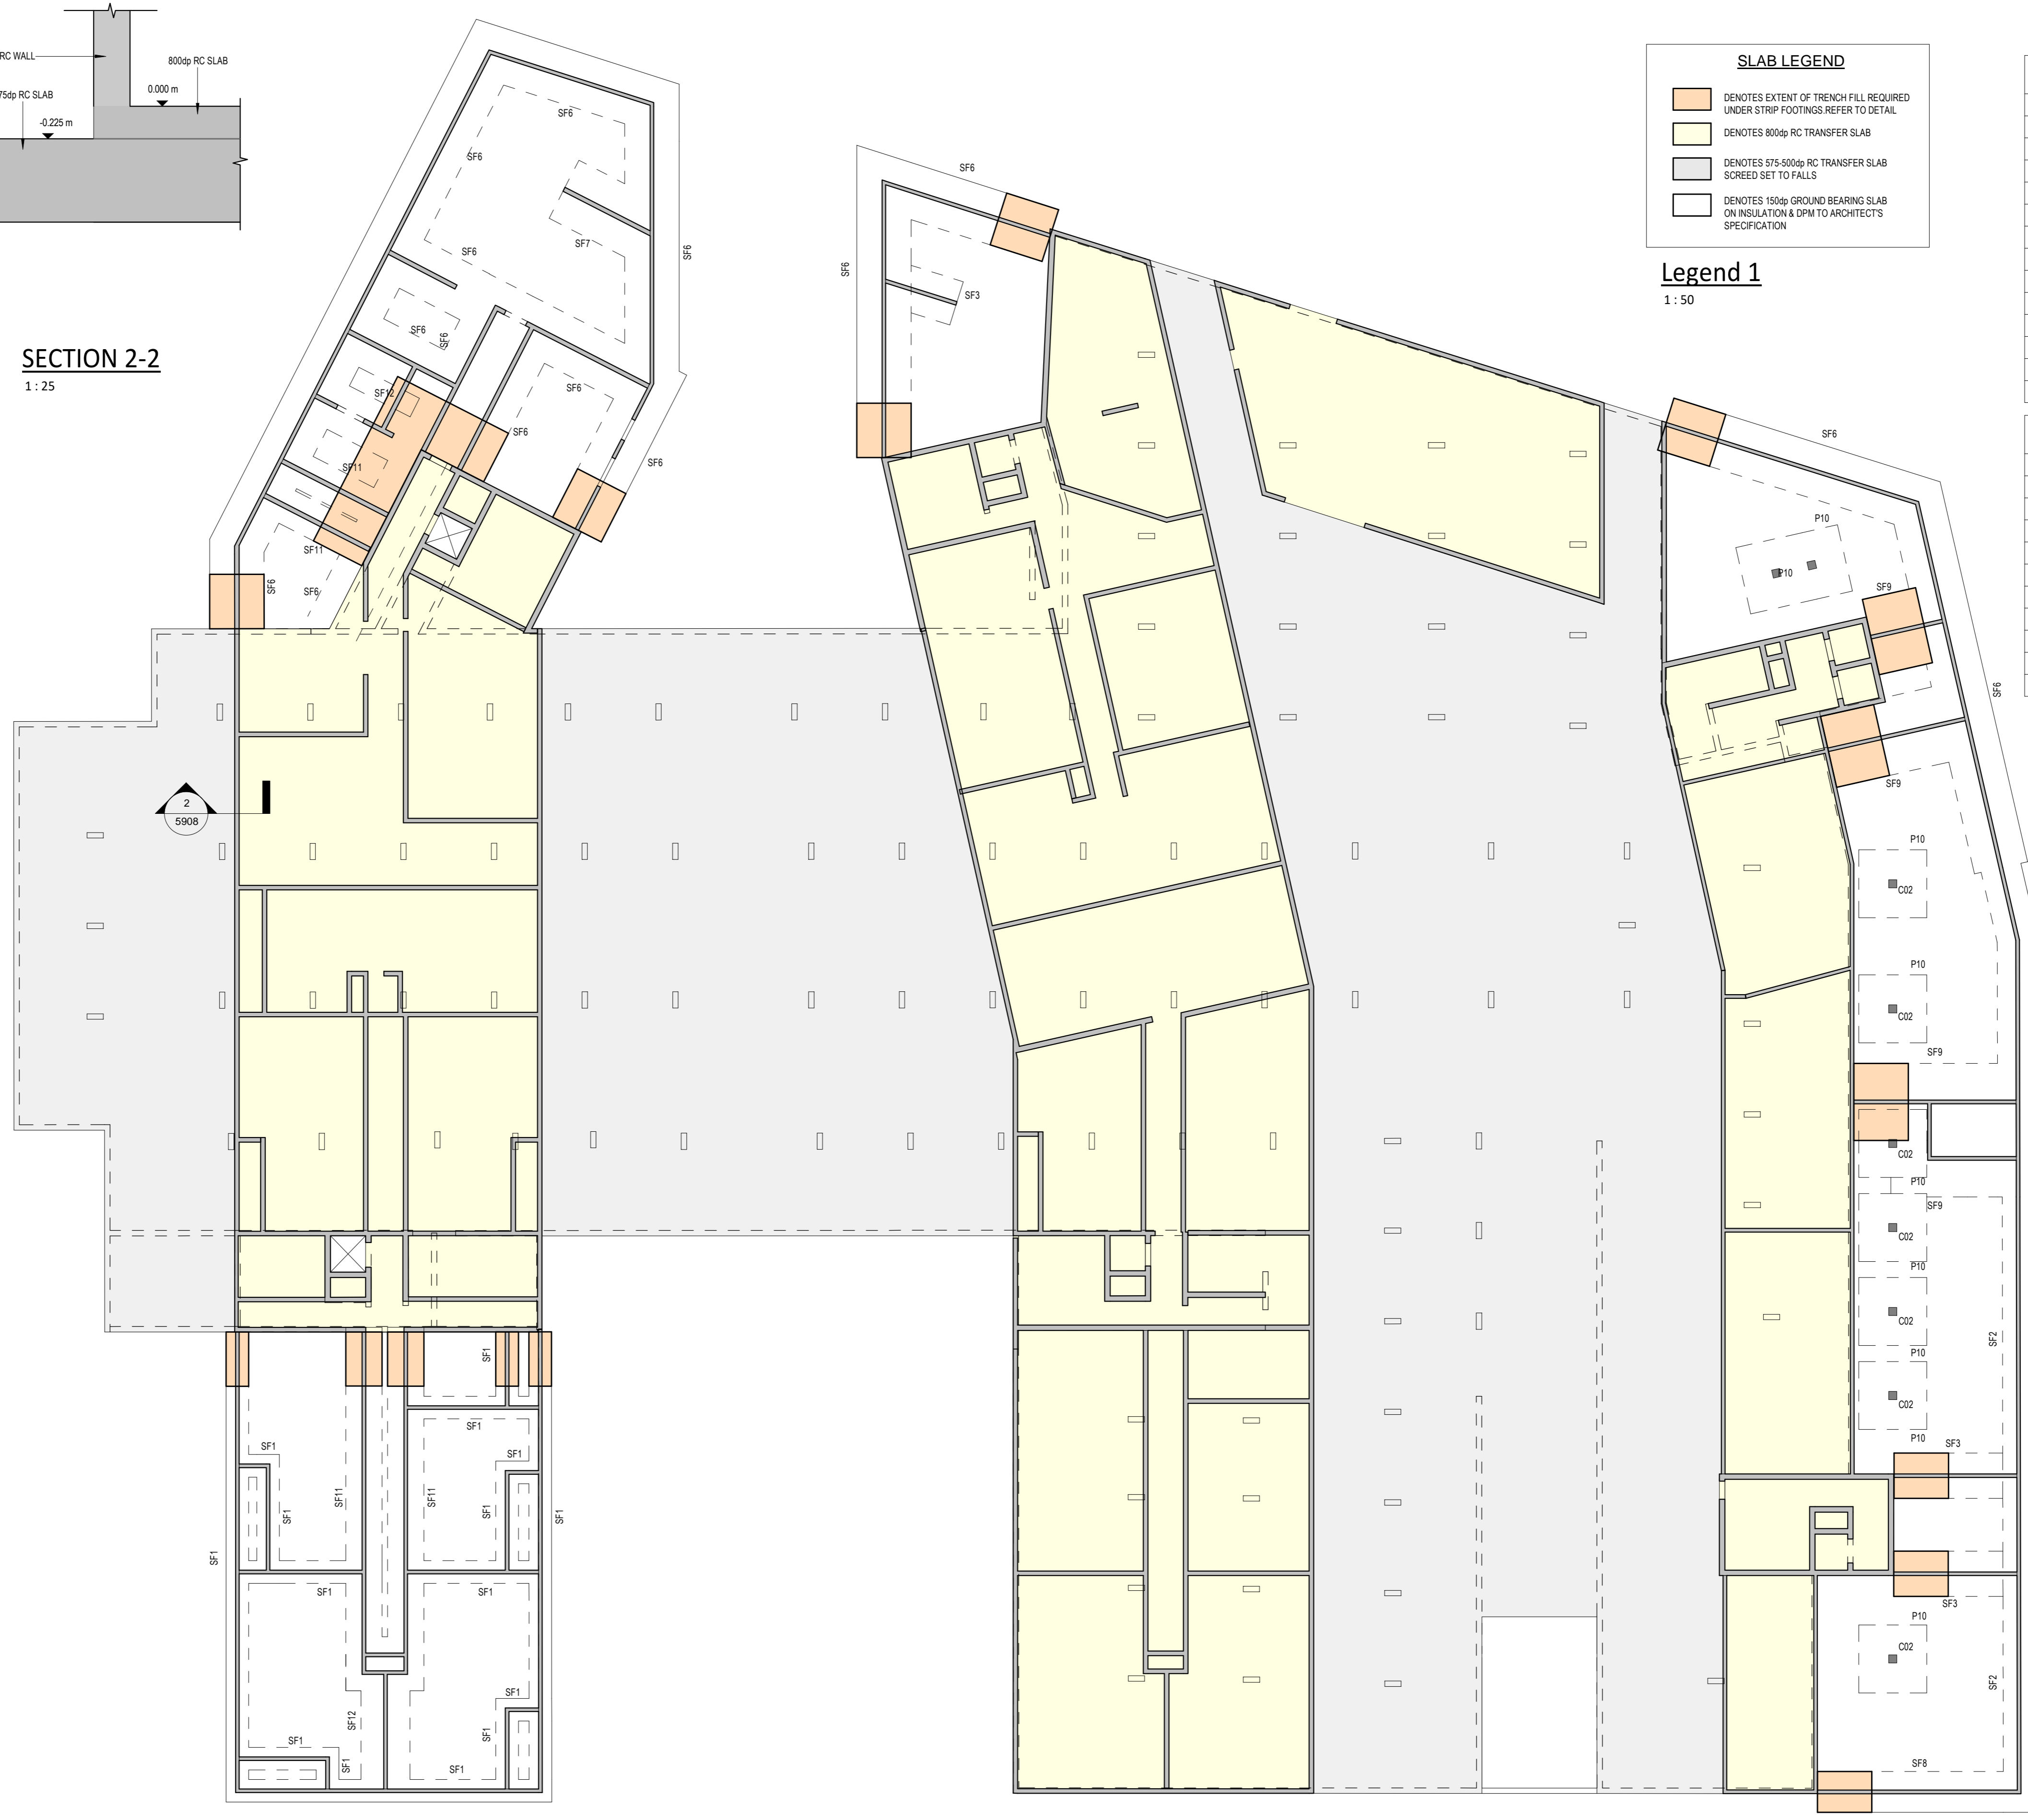 RC WALL
800dp RC SLAB
75dp RC SLAB
0.000 m
-0.225 m
SECTION 2-2
1 : 25
SLAB LEGEND
DENOTES EXTENT OF TRENCH FILL REQUIRED
UNDER STRIP FOOTINGS.REFER TO DETAIL
DENOTES 800dp RC TRANSFER SLAB
DENOTES 575-500dp RC TRANSFER SLAB
SCREED SET TO FALLS
DENOTES 150dp GROUND BEARING SLAB
ON INSULATION & DPM TO ARCHITECT'S
SPECIFICATION
Legend 1
1 : 50
SF6
SF6
SF7
SF6
SF6
SF6
SF6
SF12
SF6
SF6
SF6
SF11
SF11
SF6
SF6
SF6
SF6
SF3
SF6
P10
P10
SF9
SF6
SF9
P10
C02
P10
C02
SF9
C02
P10
SF9
C02
P10
C02
SF2
P10
C02
P10
SF3
SF3
P10
C02
SF2
SF8
2
5908
SF1
SF1
SF1
SF1
SF11
SF11
SF1
SF1
SF1
SF1
SF1
SF1
SF1
SF12
SF1
SF1
SF1
SF1
SF1